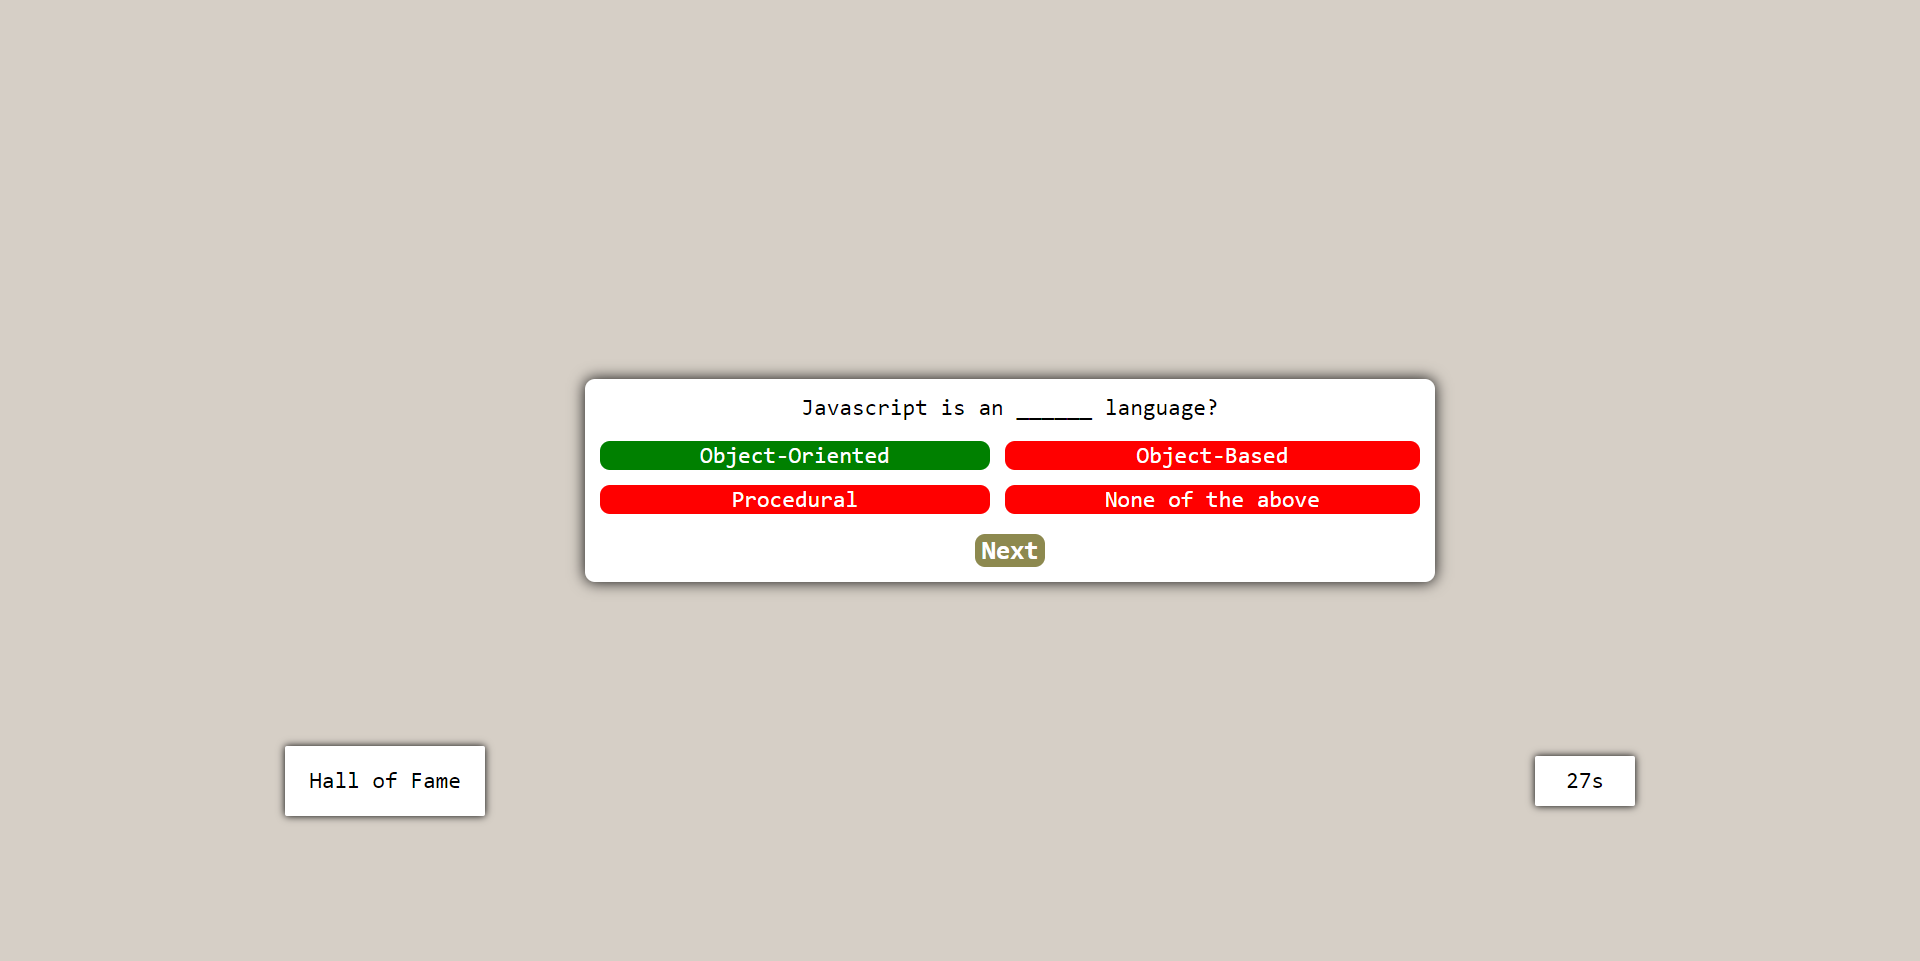 Javascript is an ______ language?
Object-Oriented
Object-Based
Procedural
None of the above
Next
Hall of Fame
27s